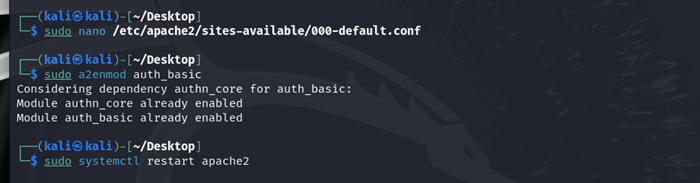 ┌──(kali㉿kali)-[~/Desktop]
└─$ sudo nano /etc/apache2/sites-available/000-default.conf
┌──(kali㉿kali)-[~/Desktop]
└─$ sudo a2enmod auth_basic
Considering dependency authn_core for auth_basic:
Module authn_core already enabled
Module auth_basic already enabled
┌──(kali㉿kali)-[~/Desktop]
└─$ sudo systemctl restart apache2